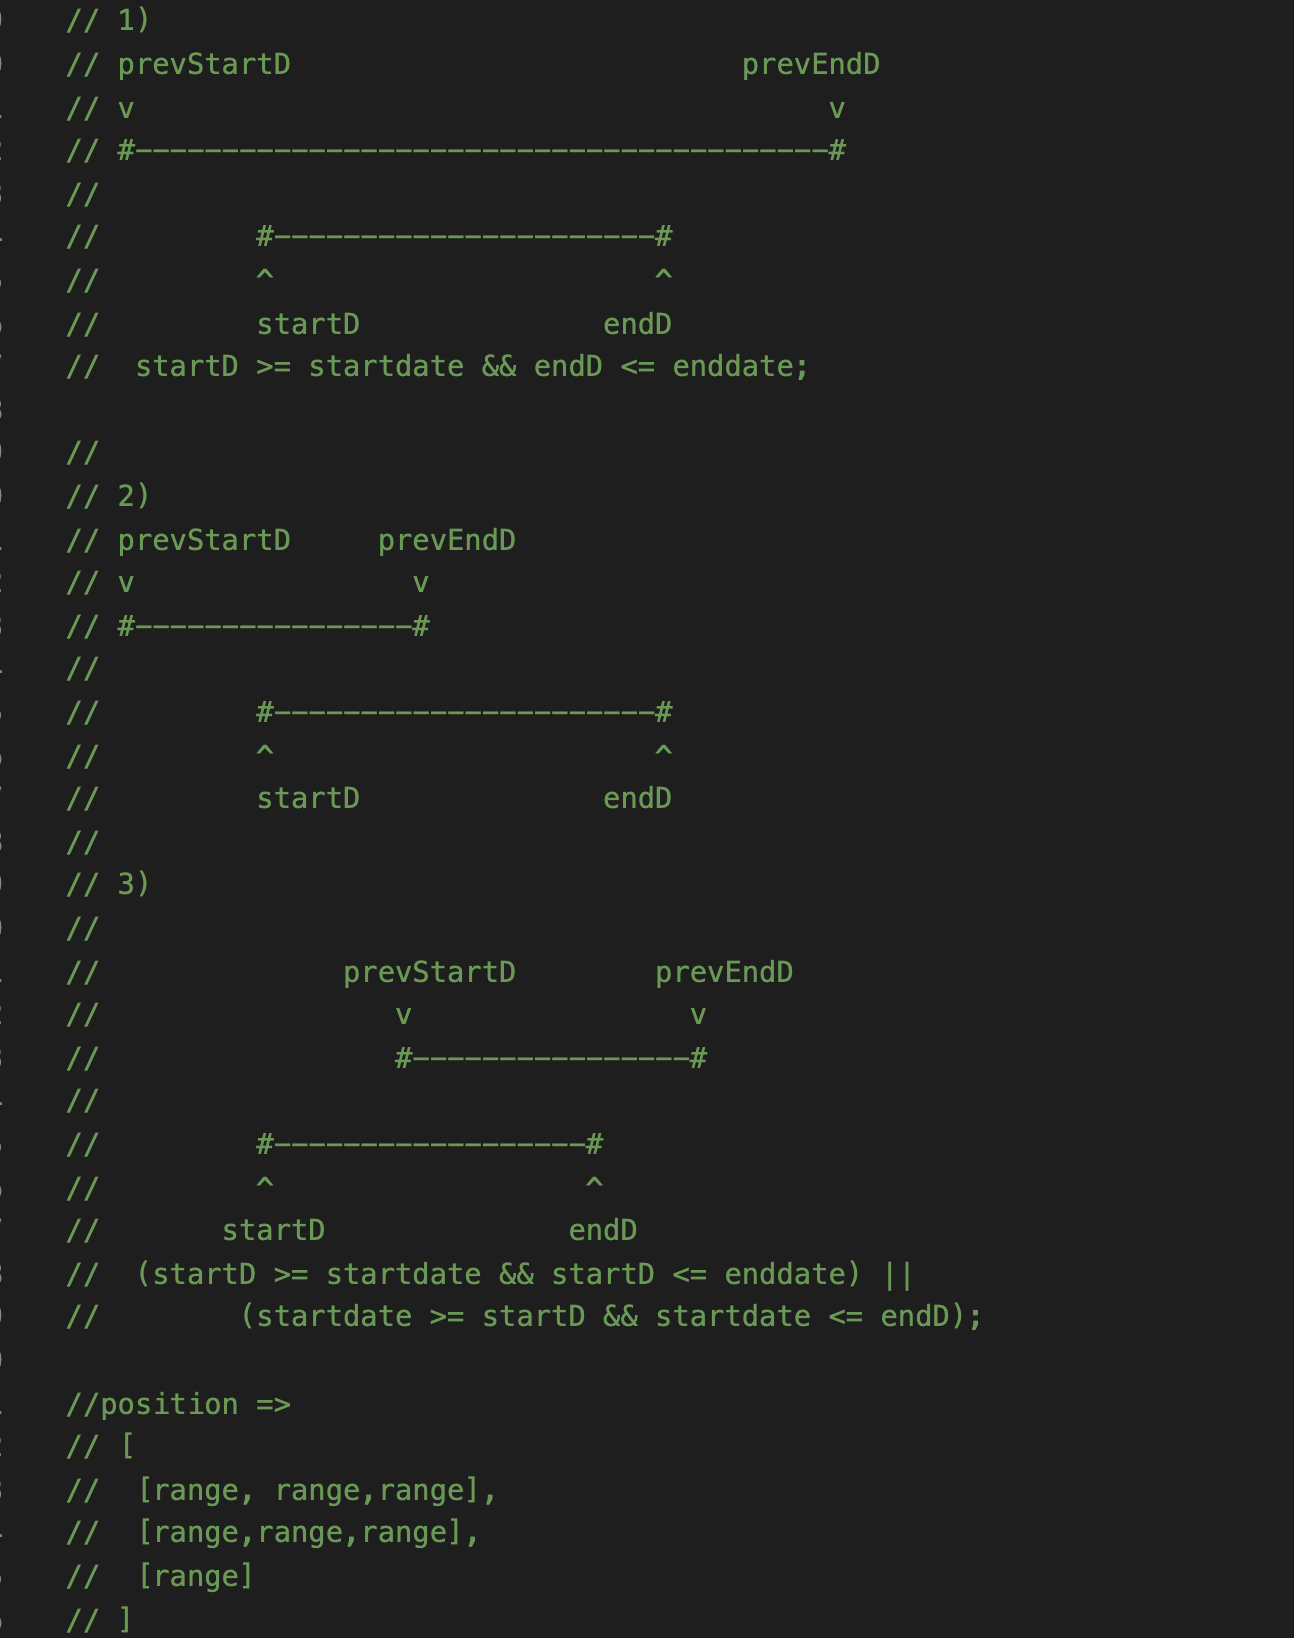 // 1)
// prevStartD                          prevEndD
// v                                        v
// #----------------------------------------#
//
//         #----------------------#
//         ^                      ^
//         startD              endD
//  startD >= startdate && endD <= enddate;
//
// 2)
// prevStartD     prevEndD
// v                v
// #----------------#
//
//         #----------------------#
//         ^                      ^
//         startD              endD
//
// 3)
//
//              prevStartD        prevEndD
//                 v                v
//                 #----------------#
//
//         #------------------#
//         ^                  ^
//       startD              endD
//  (startD >= startdate && startD <= enddate) ||
//        (startdate >= startD && startdate <= endD);
//position =>
// [
//  [range, range,range],
//  [range,range,range],
//  [range]
// ]